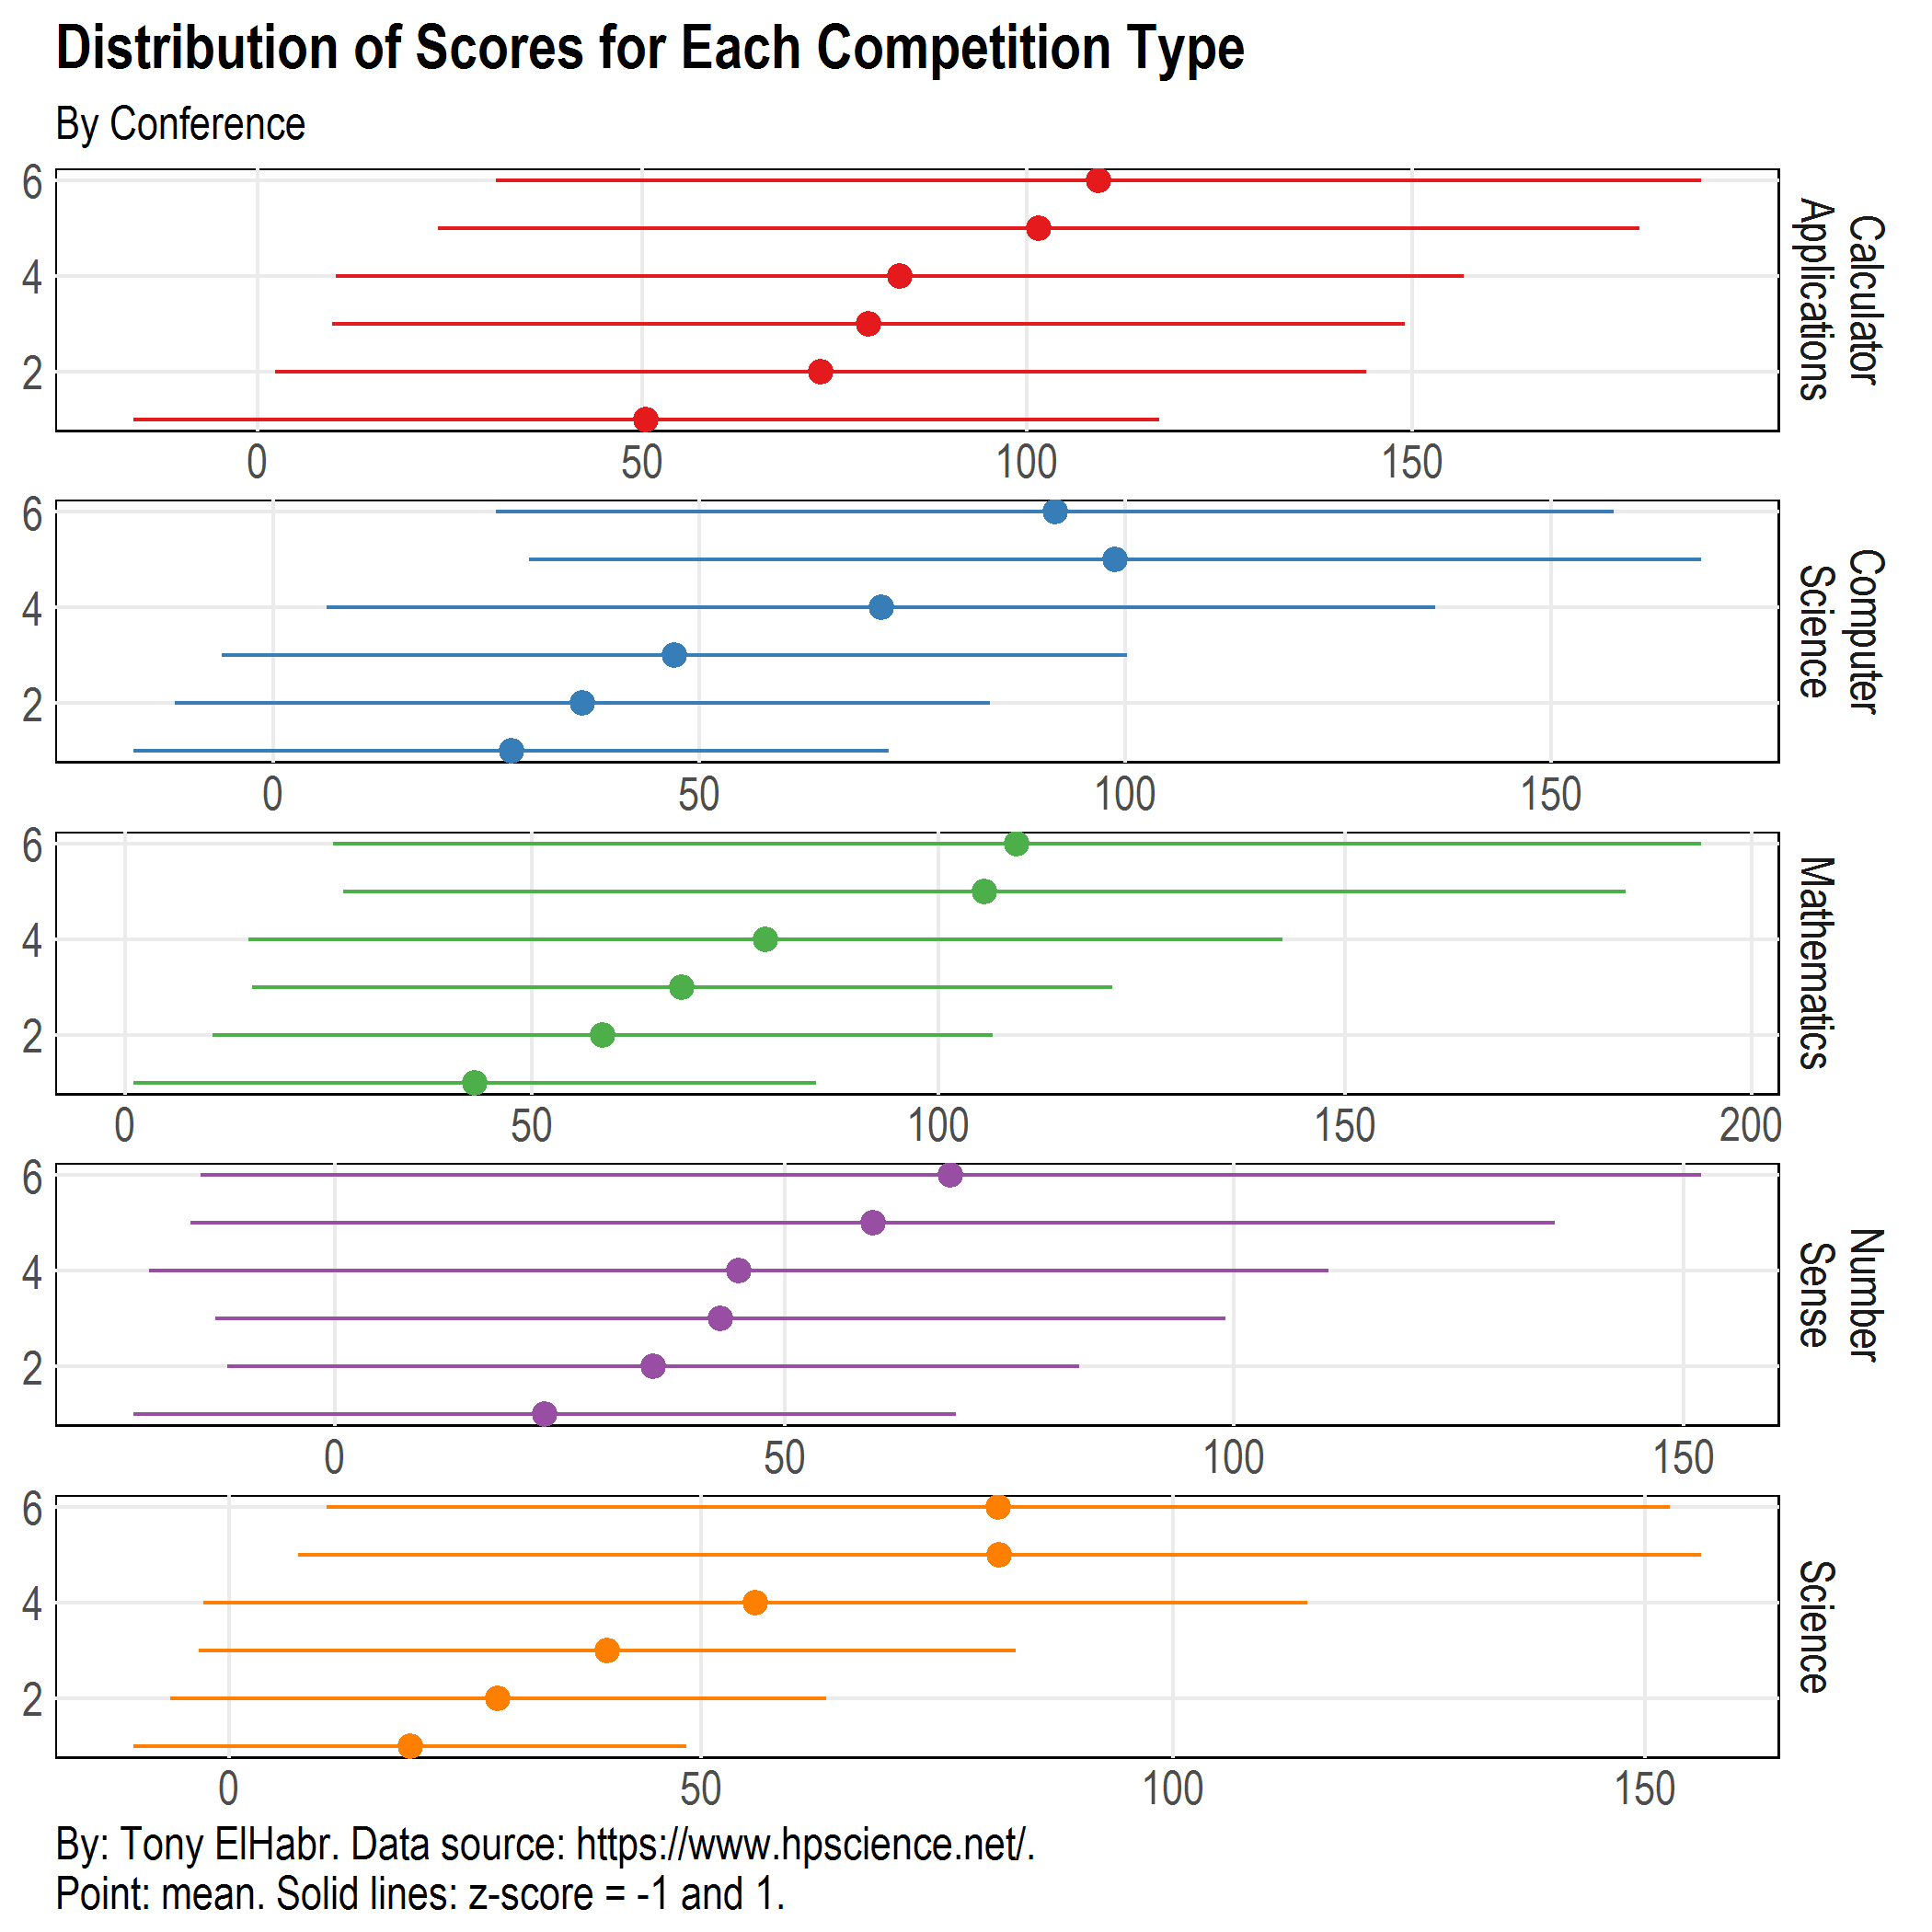 Distribution of Scores for Each Competition Type
By Conference
6
4
2
Calculator
Applications
0 50 100 150
6
4
2
Computer
Science
0 50 100 150
6
4
2
Mathematics
0 50 100 150 200
6
4
2
Number
Sense
0 50 100 150
6
4
2
Science
0 50 100 150
By: Tony ElHabr. Data source: https://www.hpscience.net/.
Point: mean. Solid lines: z-score = -1 and 1.